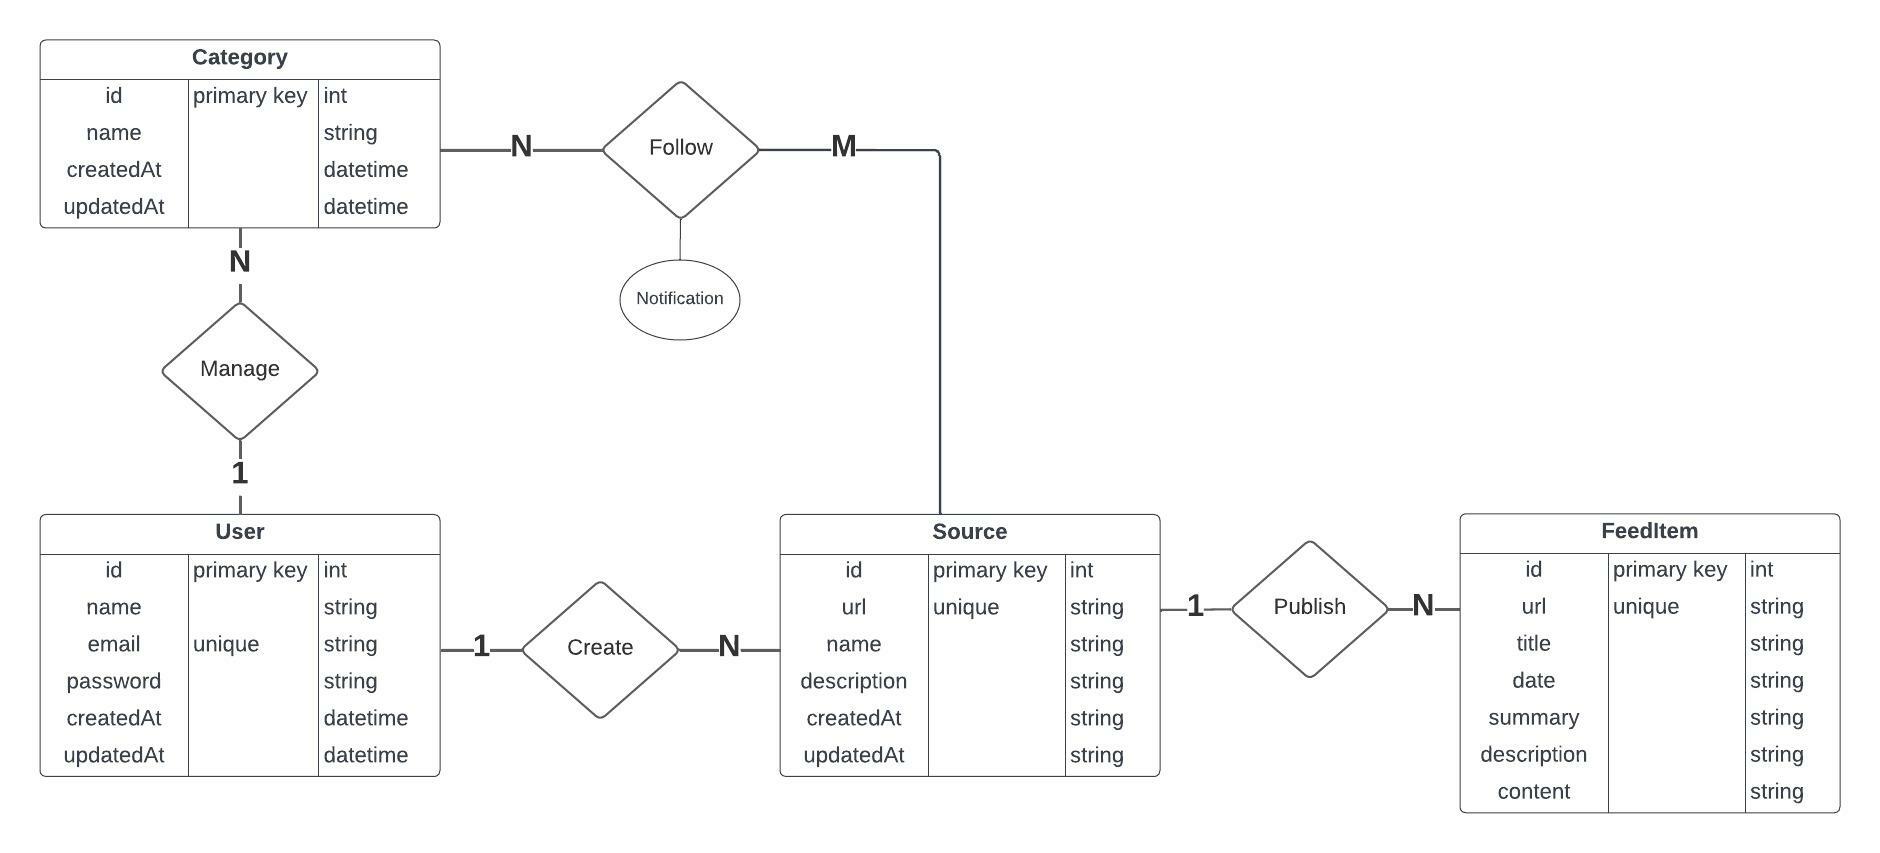 Category
id primary key int
name string
createdAt datetime
updatedAt datetime
N
Follow
M
Notification
N
Manage
1
User
id primary key int
name string
email unique string
password string
createdAt datetime
updatedAt datetime
1
Create
N
Source
id primary key int
url unique string
name string
description string
createdAt string
updatedAt string
1
Publish
N
FeedItem
id primary key int
url unique string
title string
date string
summary string
description string
content string